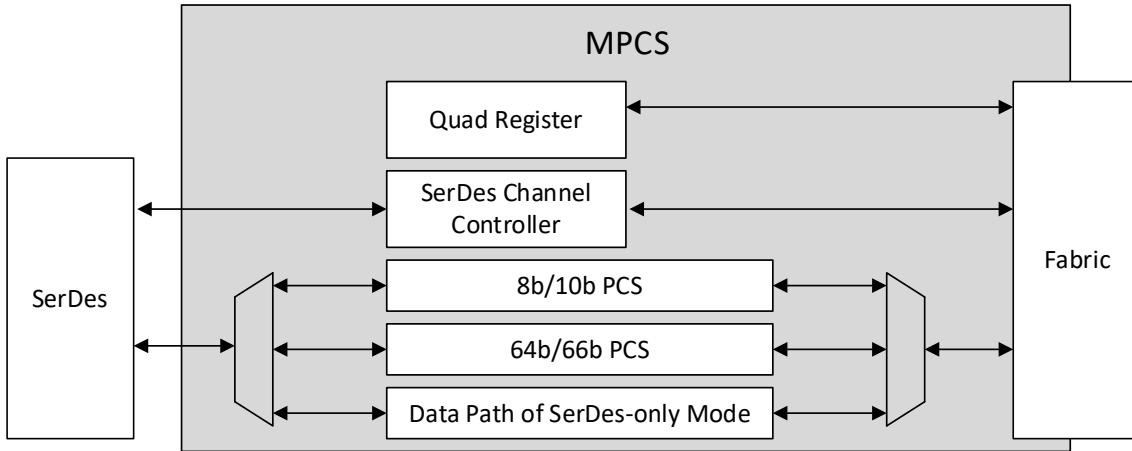 MPCS
Quad Register
SerDes Channel
Controller
SerDes
8b/10b PCS
Fabric
64b/66b PCS
Data Path of SerDes-only Mode